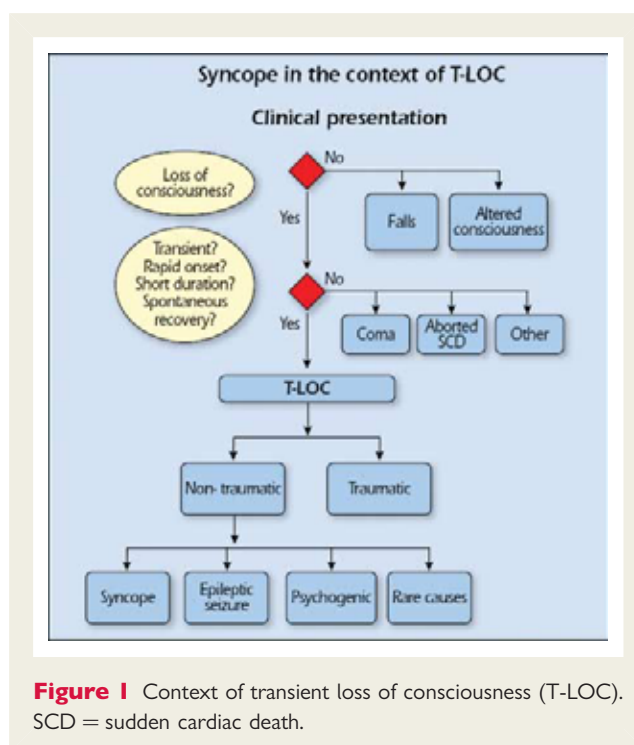 Syncope in the context of T-LOC
Clinical presentation
Loss of
consciousness?
No
Yes
Falls
Altered
consciousness
Transient?
Rapid onset?
Short duration?
Spontaneous
recovery?
No
Yes
Coma
Aborted
SCD
Other
T-LOC
Non- traumatic
Traumatic
Syncope
Epileptic
seizure
Psychogenic
Rare causes
Figure 1 Context of transient loss of consciousness (T-LOC).
SCD = sudden cardiac death.